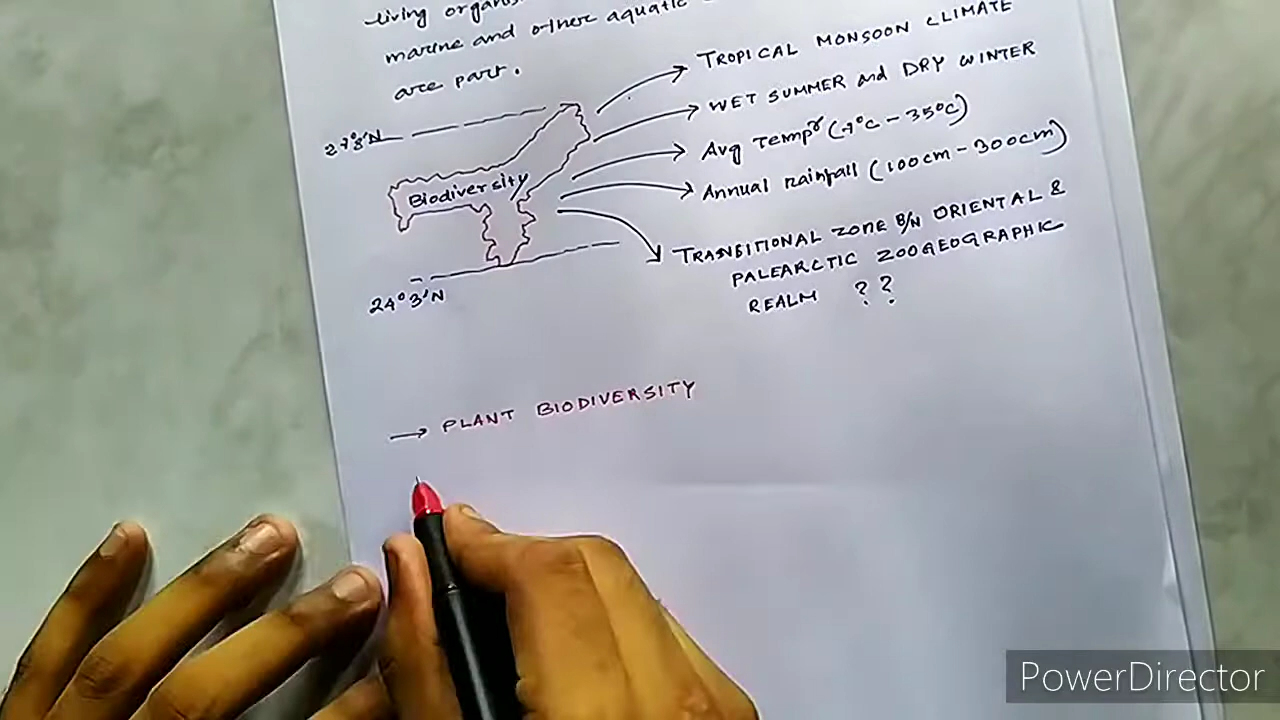 living
marine and other aquatic
are part.
TROPICAL MONSOON CLIMATE
WET SUMMER and DRY WINTER
27°8'N
Avg Tempr (7°C - 35°C)
Biodiversity
Annual rainfall (100cm - 300cm)
TRANSITIONAL ZONE B/N ORIENTAL &
PALEARCTIC ZOOGEOGRAPHIC
REALM ??
24°3'N
→ PLANT BIODIVERSITY
PowerDirector